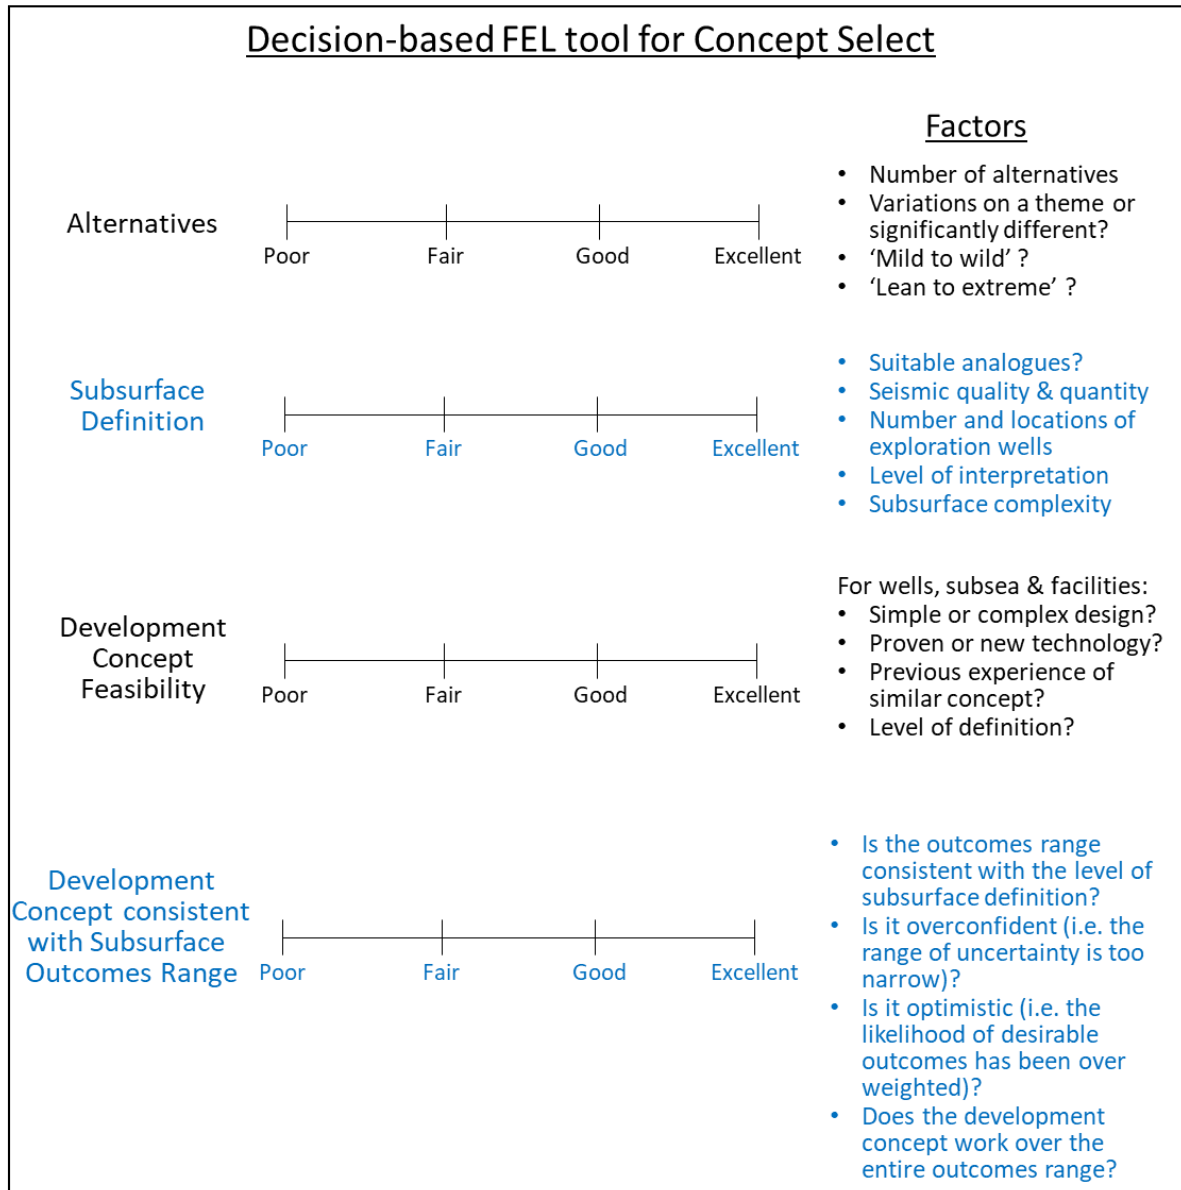 Decision-based FEL tool for Concept Select
Factors
Alternatives
Poor Fair Good Excellent
• Number of alternatives
• Variations on a theme or
significantly different?
• ‘Mild to wild’ ?
• ‘Lean to extreme’ ?
Subsurface
Definition
Poor Fair Good Excellent
• Suitable analogues?
• Seismic quality & quantity
• Number and locations of
exploration wells
• Level of interpretation
• Subsurface complexity
Development
Concept
Feasibility
Poor Fair Good Excellent
For wells, subsea & facilities:
• Simple or complex design?
• Proven or new technology?
• Previous experience of
similar concept?
• Level of definition?
Development
Concept consistent
with Subsurface
Outcomes Range
Poor Fair Good Excellent
• Is the outcomes range
consistent with the level of
subsurface definition?
• Is it overconfident (i.e. the
range of uncertainty is too
narrow)?
• Is it optimistic (i.e. the
likelihood of desirable
outcomes has been over
weighted)?
• Does the development
concept work over the
entire outcomes range?